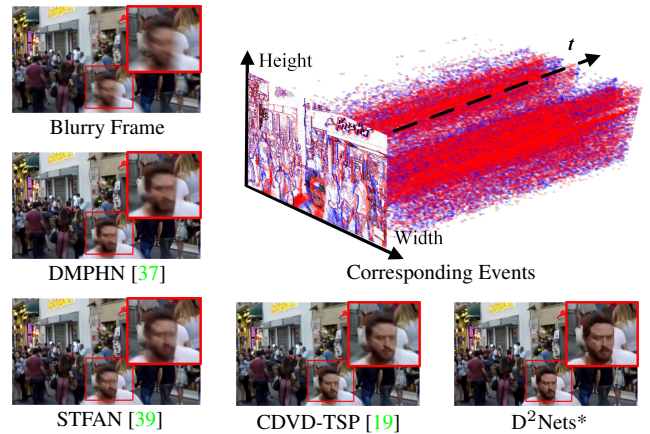 Height
t
Blurry Frame
Width
DMPHN [37]
Corresponding Events
STFAN [39]
CDVD-TSP [19]
D²Nets*